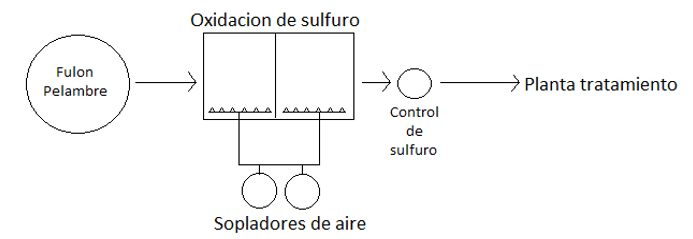 Oxidacion de sulfuro
Fulon
Pelambre
Planta tratamiento
Control
de
sulfuro
Sopladores de aire